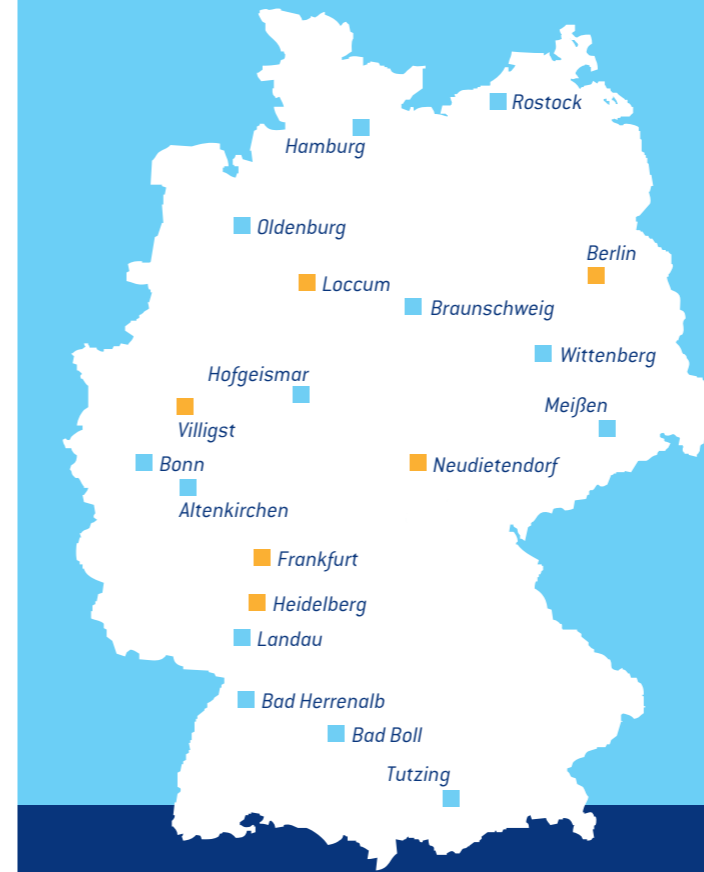 Rostock
Hamburg
Oldenburg
Berlin
Loccum
Braunschweig
Wittenberg
Hofgeismar
Meißen
Villigst
Bonn
Neudietendorf
Altenkirchen
Frankfurt
Heidelberg
Landau
Bad Herrenalb
Bad Boll
Tutzing